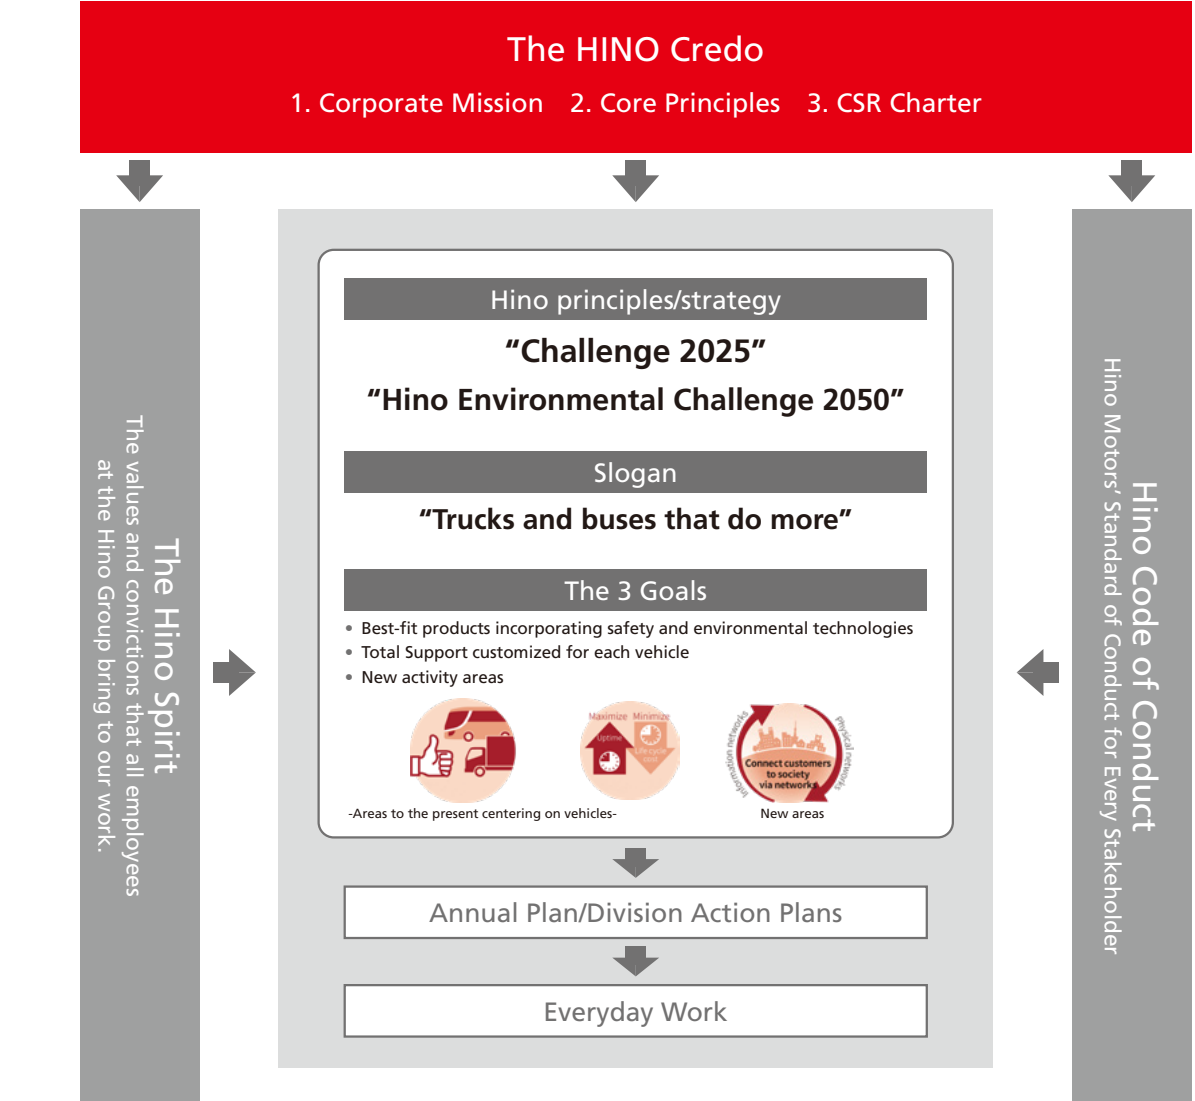 The HINO Credo
1. Corporate Mission 2. Core Principles 3. CSR Charter
The Hino Spirit
The values and convictions that all employees
at the Hino Group bring to our work.
Hino principles/strategy
“Challenge 2025”
“Hino Environmental Challenge 2050”
Slogan
“Trucks and buses that do more”
The 3 Goals
• Best-fit products incorporating safety and environmental technologies
• Total Support customized for each vehicle
• New activity areas
Maximize Minimize
Uptime
Life cycle
cost
Information networks
Physical networks
Connect customers
to society
via networks
-Areas to the present centering on vehicles-
New areas
Annual Plan/Division Action Plans
Everyday Work
Hino Code of Conduct
Hino Motors’ Standard of Conduct for Every Stakeholder